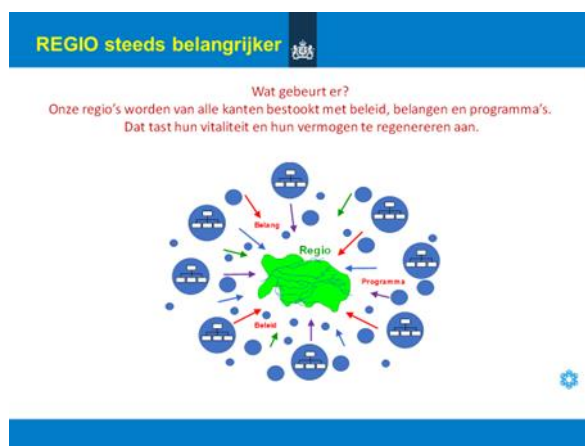 REGIO steeds belangrijker
Wat gebeurt er?
Onze regio's worden van alle kanten bestookt met beleid, belangen en programma's.
Dat tast hun vitaliteit en hun vermogen te regenereren aan.
Belang
Regio
Programma
Beleid